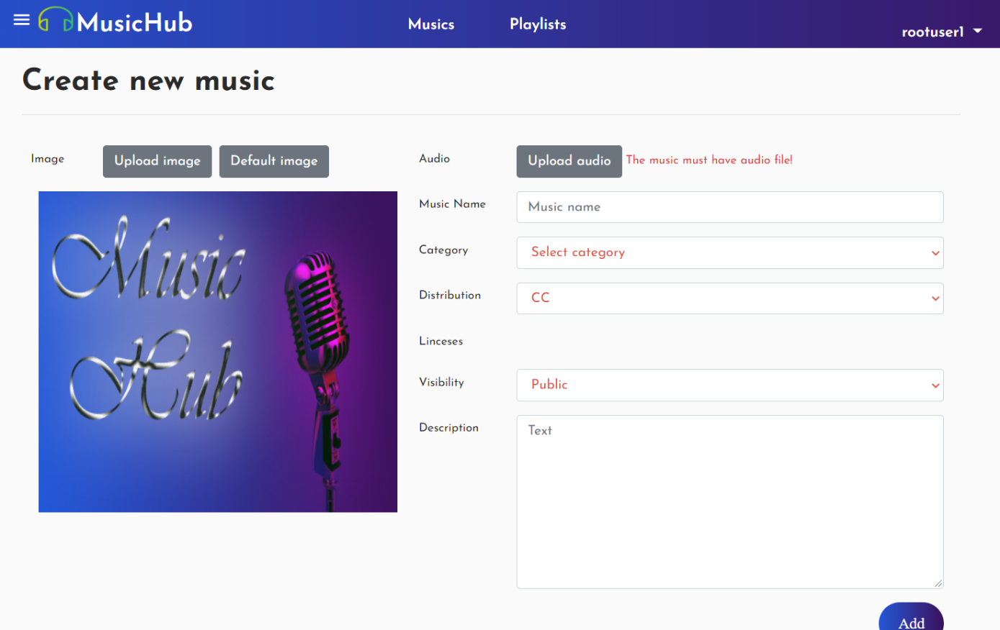 MusicHub
Musics
Playlists
rootuser1
Create new music
Image
Upload image
Default image
Music
Hub
Audio
Upload audio
The music must have audio file!
Music Name
Music name
Category
Select category
Distribution
CC
Linceses
Visibility
Public
Description
Text
Add